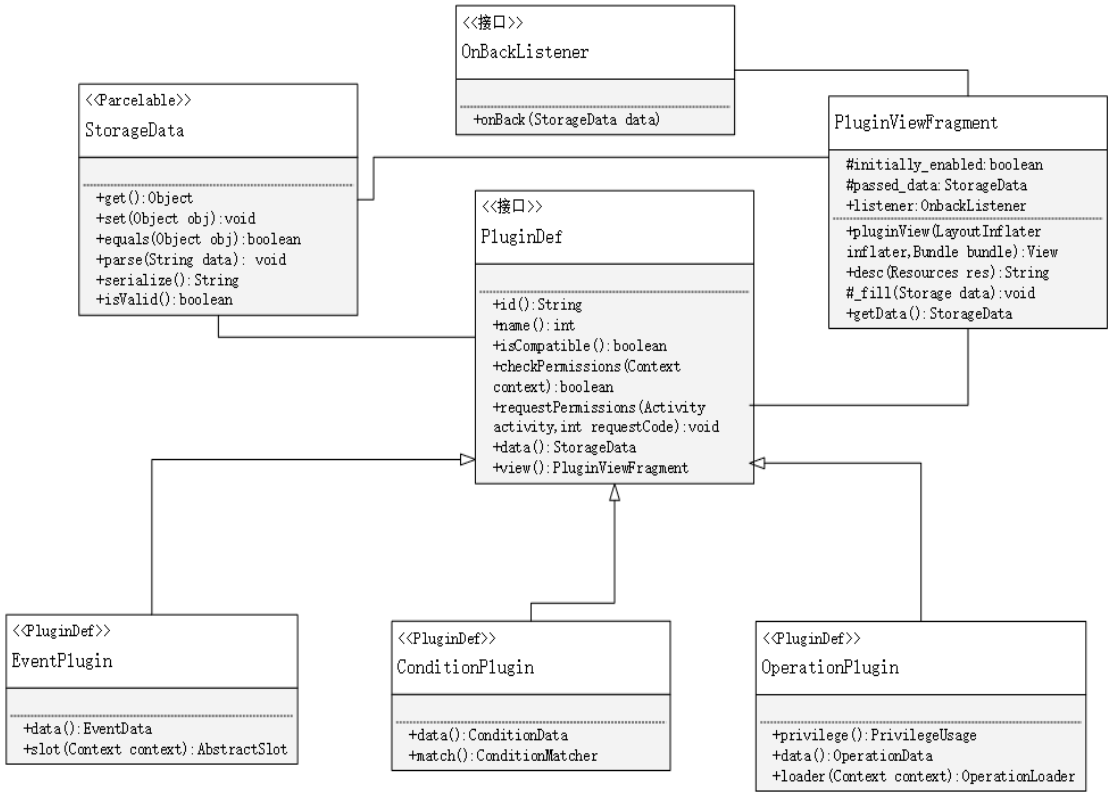 <<接口>>
OnBackListener
+onBack(StorageData data)
<<Parcelable>>
StorageData
+get():Object
+set(Object obj):void
+equals(Object obj):boolean
+parse(String data): void
+serialize():String
+isValid():boolean
PluginViewFragment
#initially_enabled:boolean
#passed_data:StorageData
+listener:OnbackListener
+pluginView(LayoutInflater
inflater,Bundle bundle):View
+desc(Resources res):String
#_fill(Storage data):void
+getData():StorageData
<<接口>>
PluginDef
+id():String
+name():int
+isCompatible():boolean
+checkPermissions(Context
context):boolean
+requestPermissions(Activity
activity,int requestCode):void
+data():StorageData
+view():PluginViewFragment
<<PluginDef>>
EventPlugin
+data():EventData
+slot(Context context):AbstractSlot
<<PluginDef>>
ConditionPlugin
+data():ConditionData
+match():ConditionMatcher
<<PluginDef>>
OperationPlugin
+privilege():PrivilegeUsage
+data():OperationData
+loader(Context context):OperationLoader